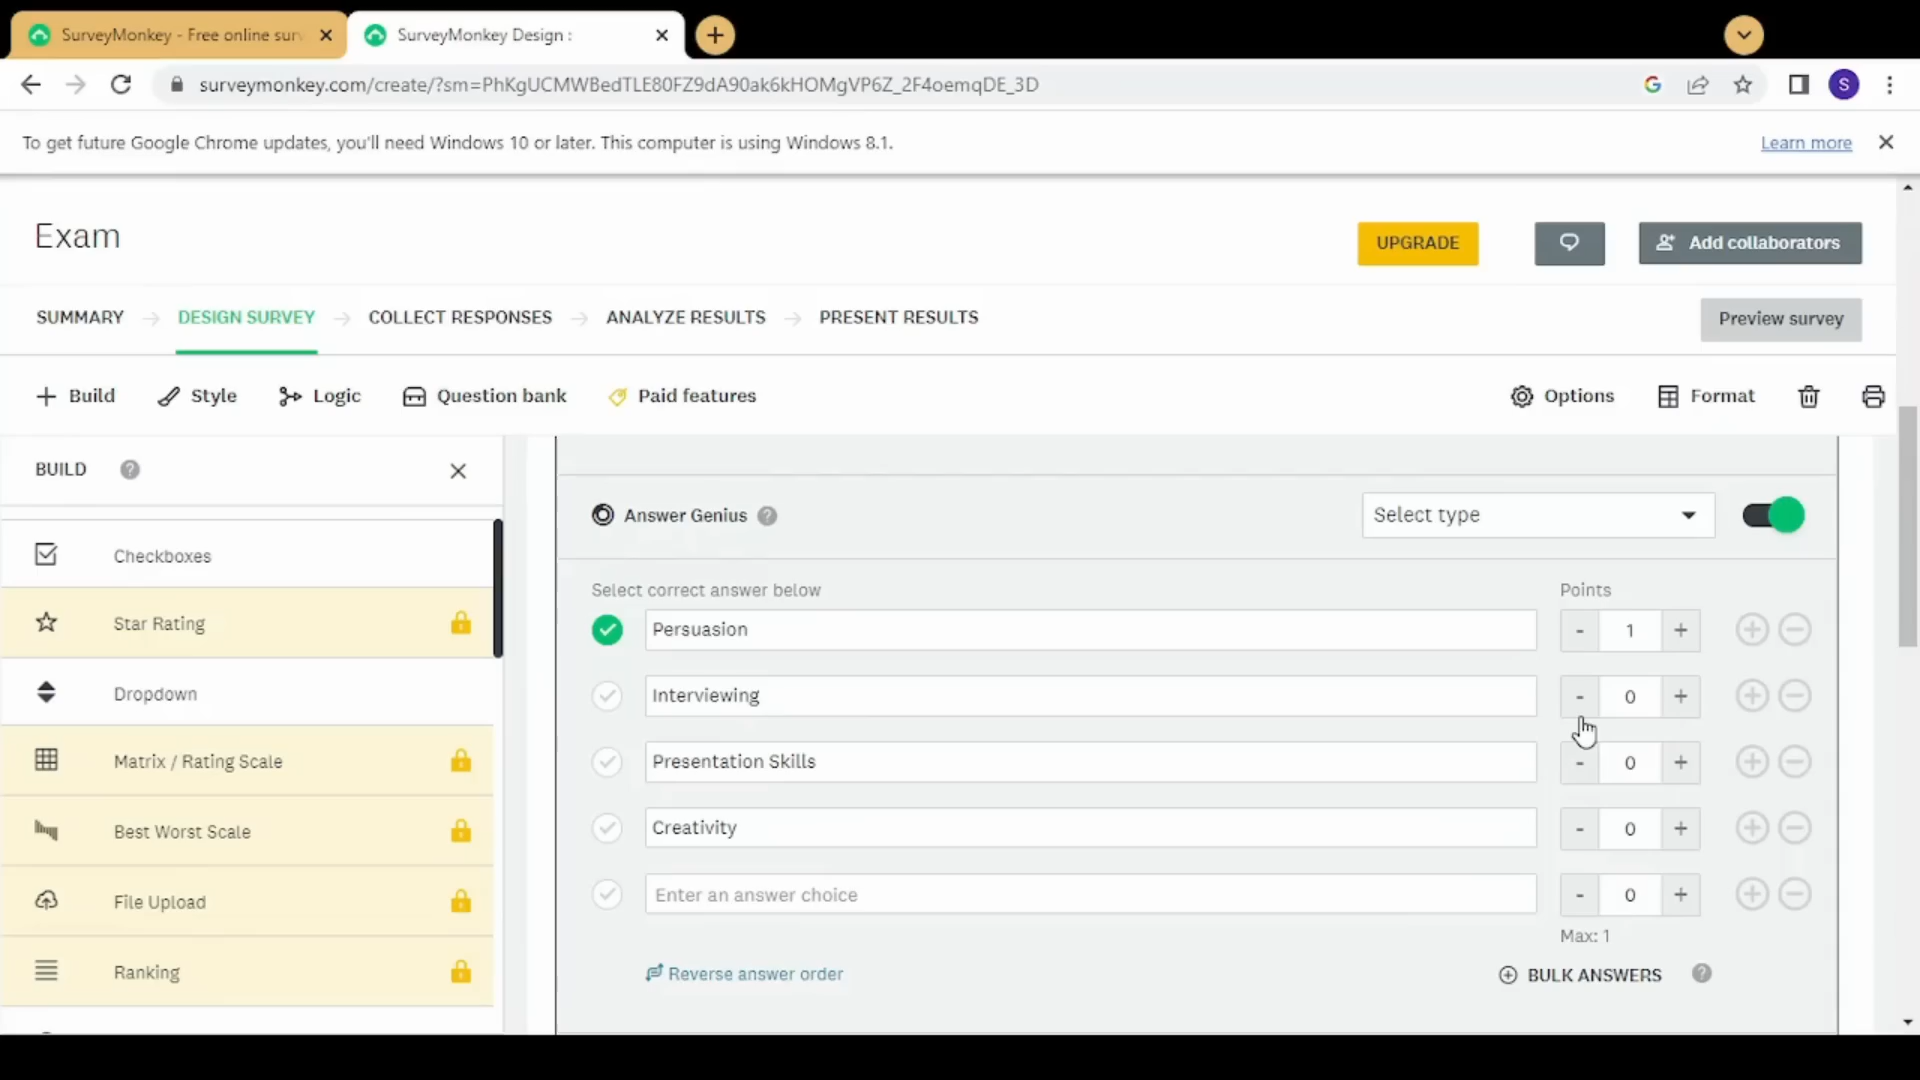 SurveyMonkey - Free online sur
SurveyMonkey Design :
surveymonkey.com/create/?sm=PhKgUCMWBedTLE80FZ9dA90ak6kHOMgVP6Z_2F4oemqDE_3D
S
To get future Google Chrome updates, you'll need Windows 10 or later. This computer is using Windows 8.1.
Learn more
Exam
UPGRADE
Add collaborators
SUMMARY
DESIGN SURVEY
COLLECT RESPONSES
ANALYZE RESULTS
PRESENT RESULTS
Preview survey
Build
Style
Logic
Question bank
Paid features
Options
Format
BUILD
Checkboxes
Star Rating
Dropdown
Matrix / Rating Scale
Best Worst Scale
File Upload
Ranking
Answer Genius
Select type
Select correct answer below
Points
Persuasion
- 1 +
Interviewing
- 0 +
Presentation Skills
- 0 +
Creativity
- 0 +
Enter an answer choice
- 0 +
Max: 1
Reverse answer order
BULK ANSWERS